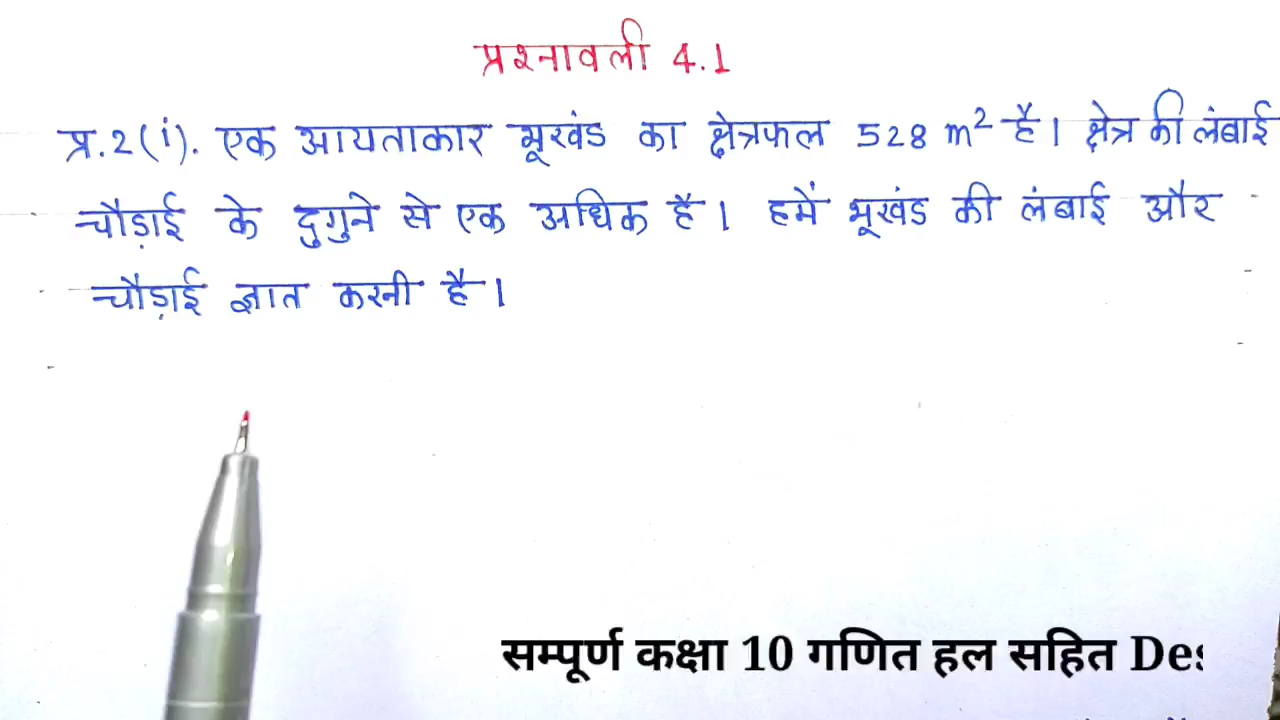 प्रश्नावली 4.1
प्र.2(i). एक आयताकार भूखंड का क्षेत्रफल 528 m² है। क्षेत्र की लंबाई
चौड़ाई के दुगुने से एक अधिक है। हमें भूखंड की लंबाई और
चौड़ाई ज्ञात करनी है।
सम्पूर्ण कक्षा 10 गणित हल सहित Des